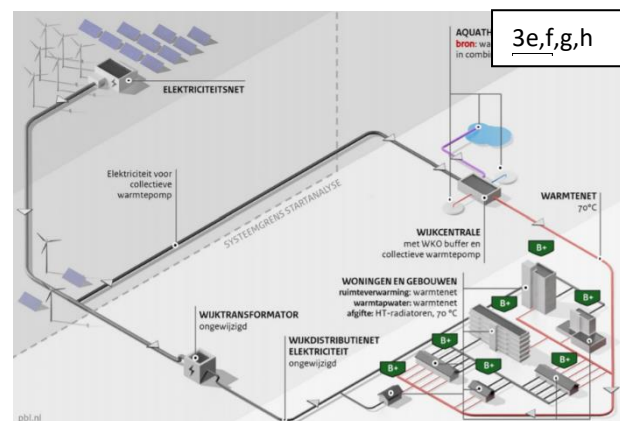 3e,f,g,h
AQUATH
bron: wa
in combi
ELEKTRICITEITSNET
Elektriciteit voor
collectieve
warmtepomp
SYSTEEMGRENS STARTANALYSE
WARMTENET
70°C
WIJKCENTRALE
met WKO buffer en
collectieve warmtepomp
B+
WONINGEN EN GEBOUWEN
ruimteverwarming: warmtenet
warmtapwater: warmtenet
afgifte: HT-radiatoren, 70 °C
B+
B+
B+
WIJKTRANSFORMATOR
ongewijzigd
WIJKDISTRIBUTIENET
ELEKTRICITEIT
ongewijzigd
B+
B+
B+
pbl.nl